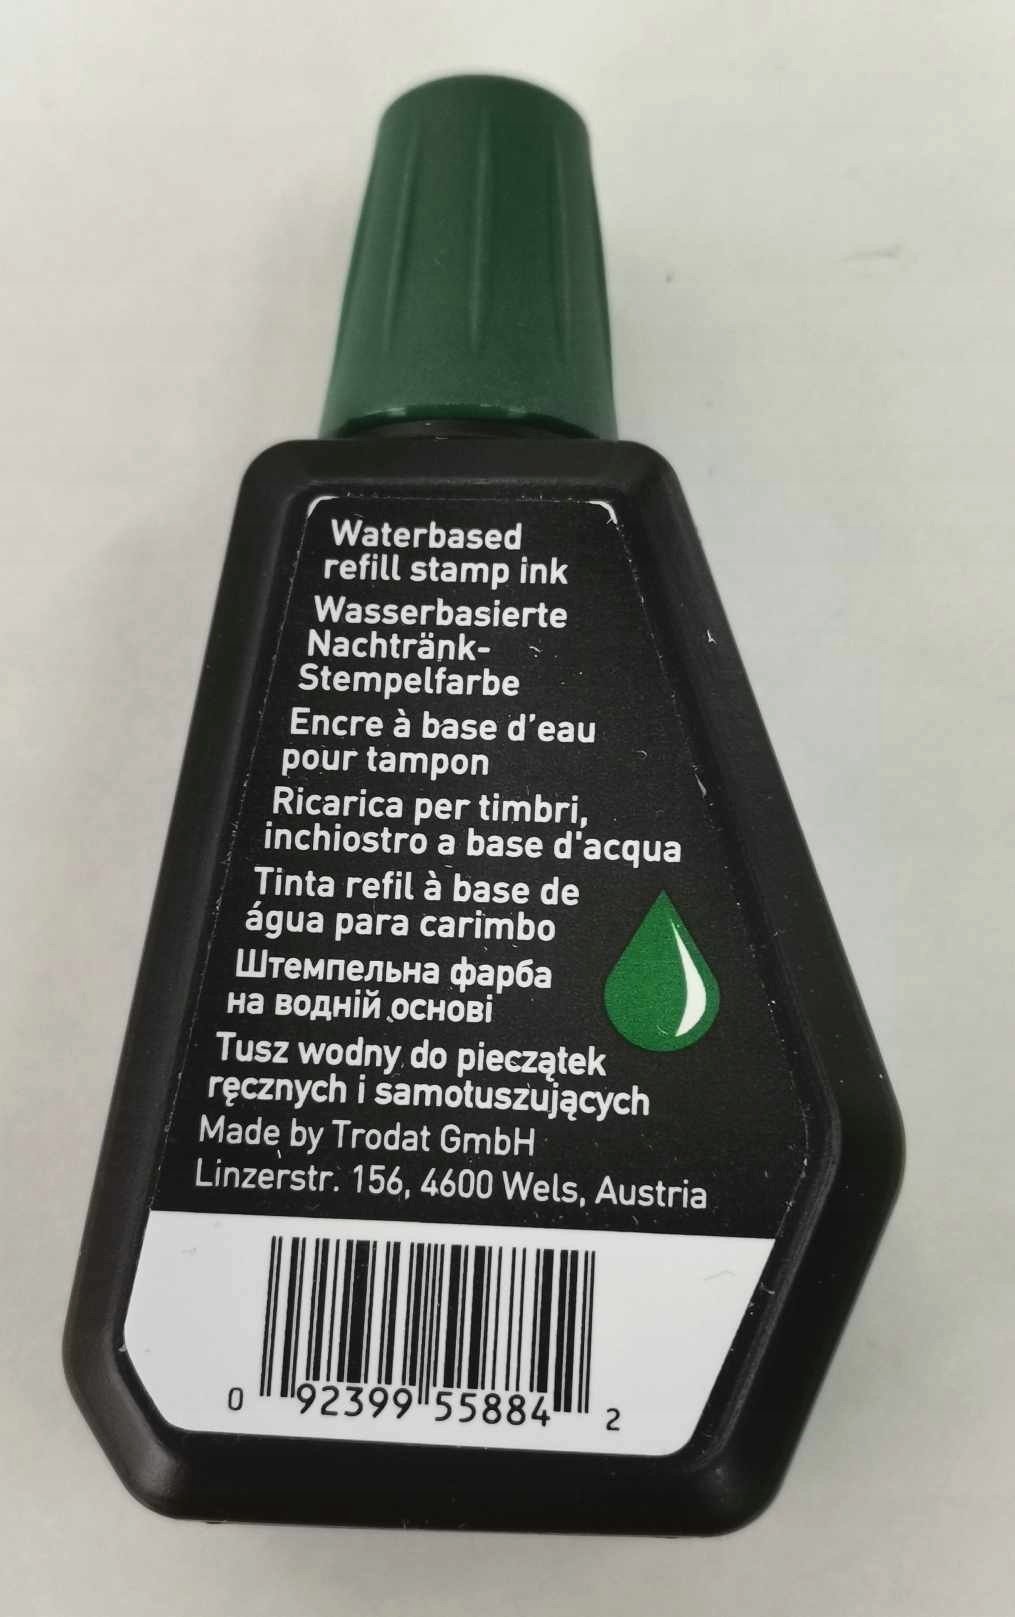 Waterbased
refill stamp ink
Wasserbasierte
Nachtränk-
Stempelfarbe
Encre à base d’eau
pour tampon
Ricarica per timbri,
inchiostro a base d'acqua
Tinta refil à base de
água para carimbo
Штемпельна фарба
на водній основі
Tusz wodny do pieczątek
ręcznych i samotuszujących
Made by Trodat GmbH
Linzerstr. 156, 4600 Wels, Austria
0 92399 55884 2